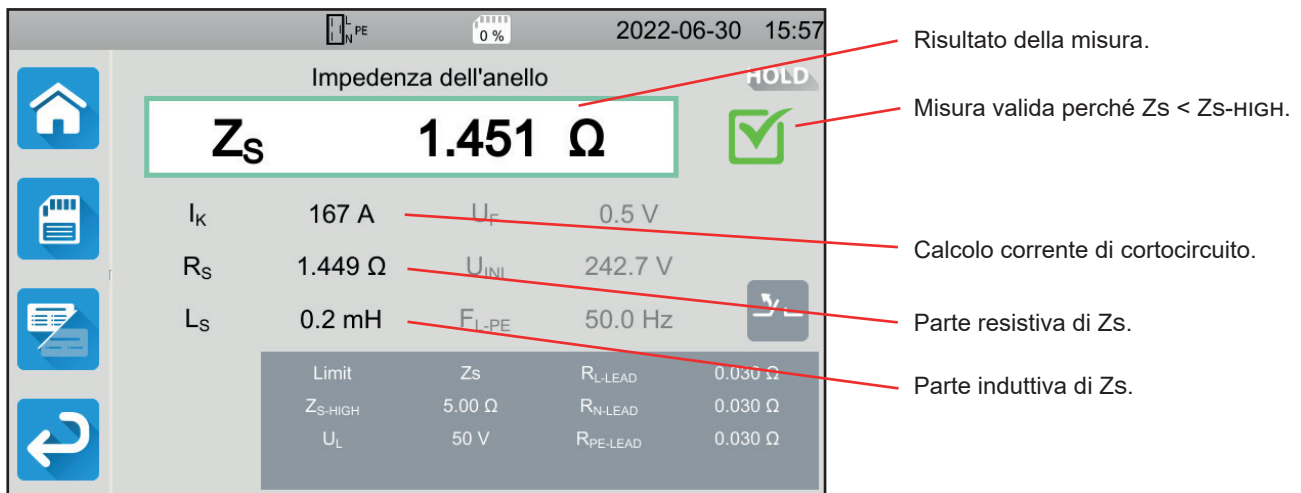 L N PE 0 % 2022-06-30 15:57
Impedenza dell'anello HOLD
ZS 1.451 Ω
IK 167 A UF 0.5 V
RS 1.449 Ω UINI 242.7 V
LS 0.2 mH FL-PE 50.0 Hz
Limit Zs RL-LEAD 0.030 Ω
ZS-HIGH 5.00 Ω RN-LEAD 0.030 Ω
UL 50 V RPE-LEAD 0.030 Ω
Risultato della misura.
Misura valida perché Zs < Zs-HIGH.
Calcolo corrente di cortocircuito.
Parte resistiva di Zs.
Parte induttiva di Zs.